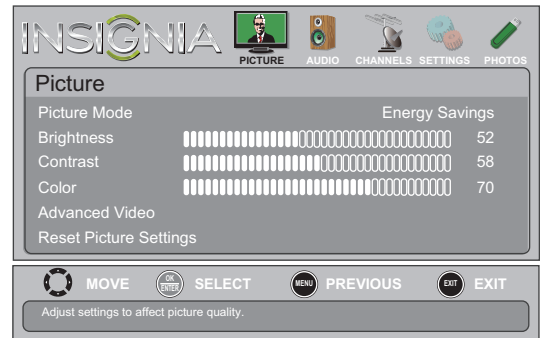 INSIGNIA
PICTURE AUDIO CHANNELS SETTINGS PHOTOS
Picture
Picture Mode Energy Savings
Brightness 52
Contrast 58
Color 70
Advanced Video
Reset Picture Settings
MOVE OK ENTER SELECT MENU PREVIOUS EXIT EXIT
Adjust settings to affect picture quality.